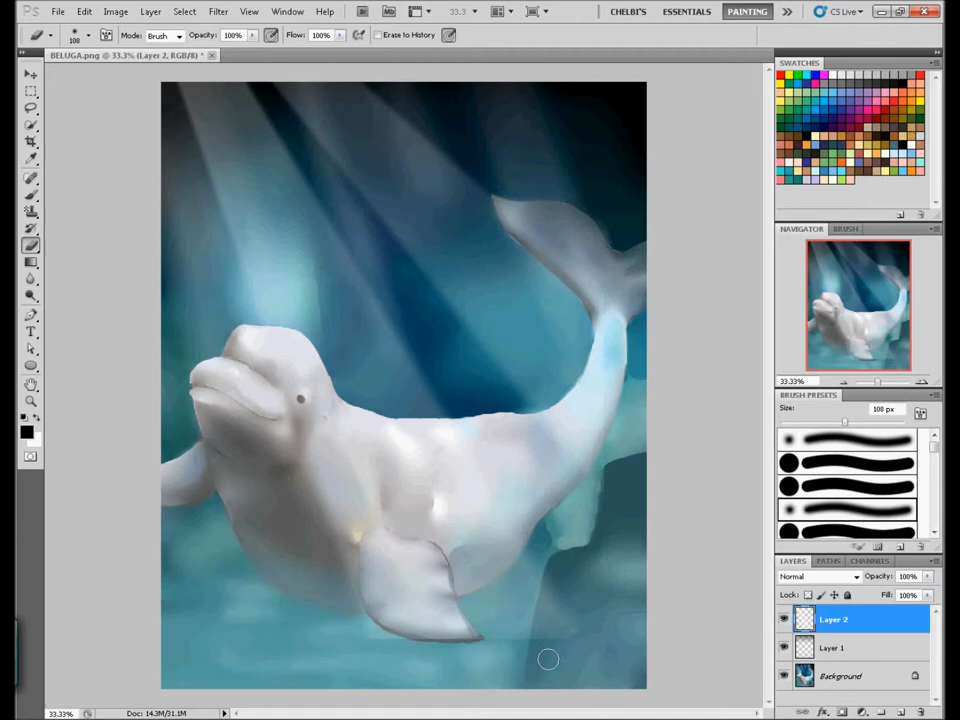 Ps File Edit Image Layer Select Filter Analysis View Window Help Br Mb 33.3 CHELBI'S ESSENTIALS PAINTING CS Live
108 Mode: Brush Opacity: 100% Flow: 100% Erase to History
BELUGA.png @ 33.3% (Layer 2, RGB/8) *
SWATCHES
NAVIGATOR BRUSH
33.33%
BRUSH PRESETS
Size: 108 px
LAYERS PATHS CHANNELS
Normal Opacity: 100%
Lock: Fill: 100%
Layer 2
Layer 1
Background
33.33% Doc: 14.3M/31.1M